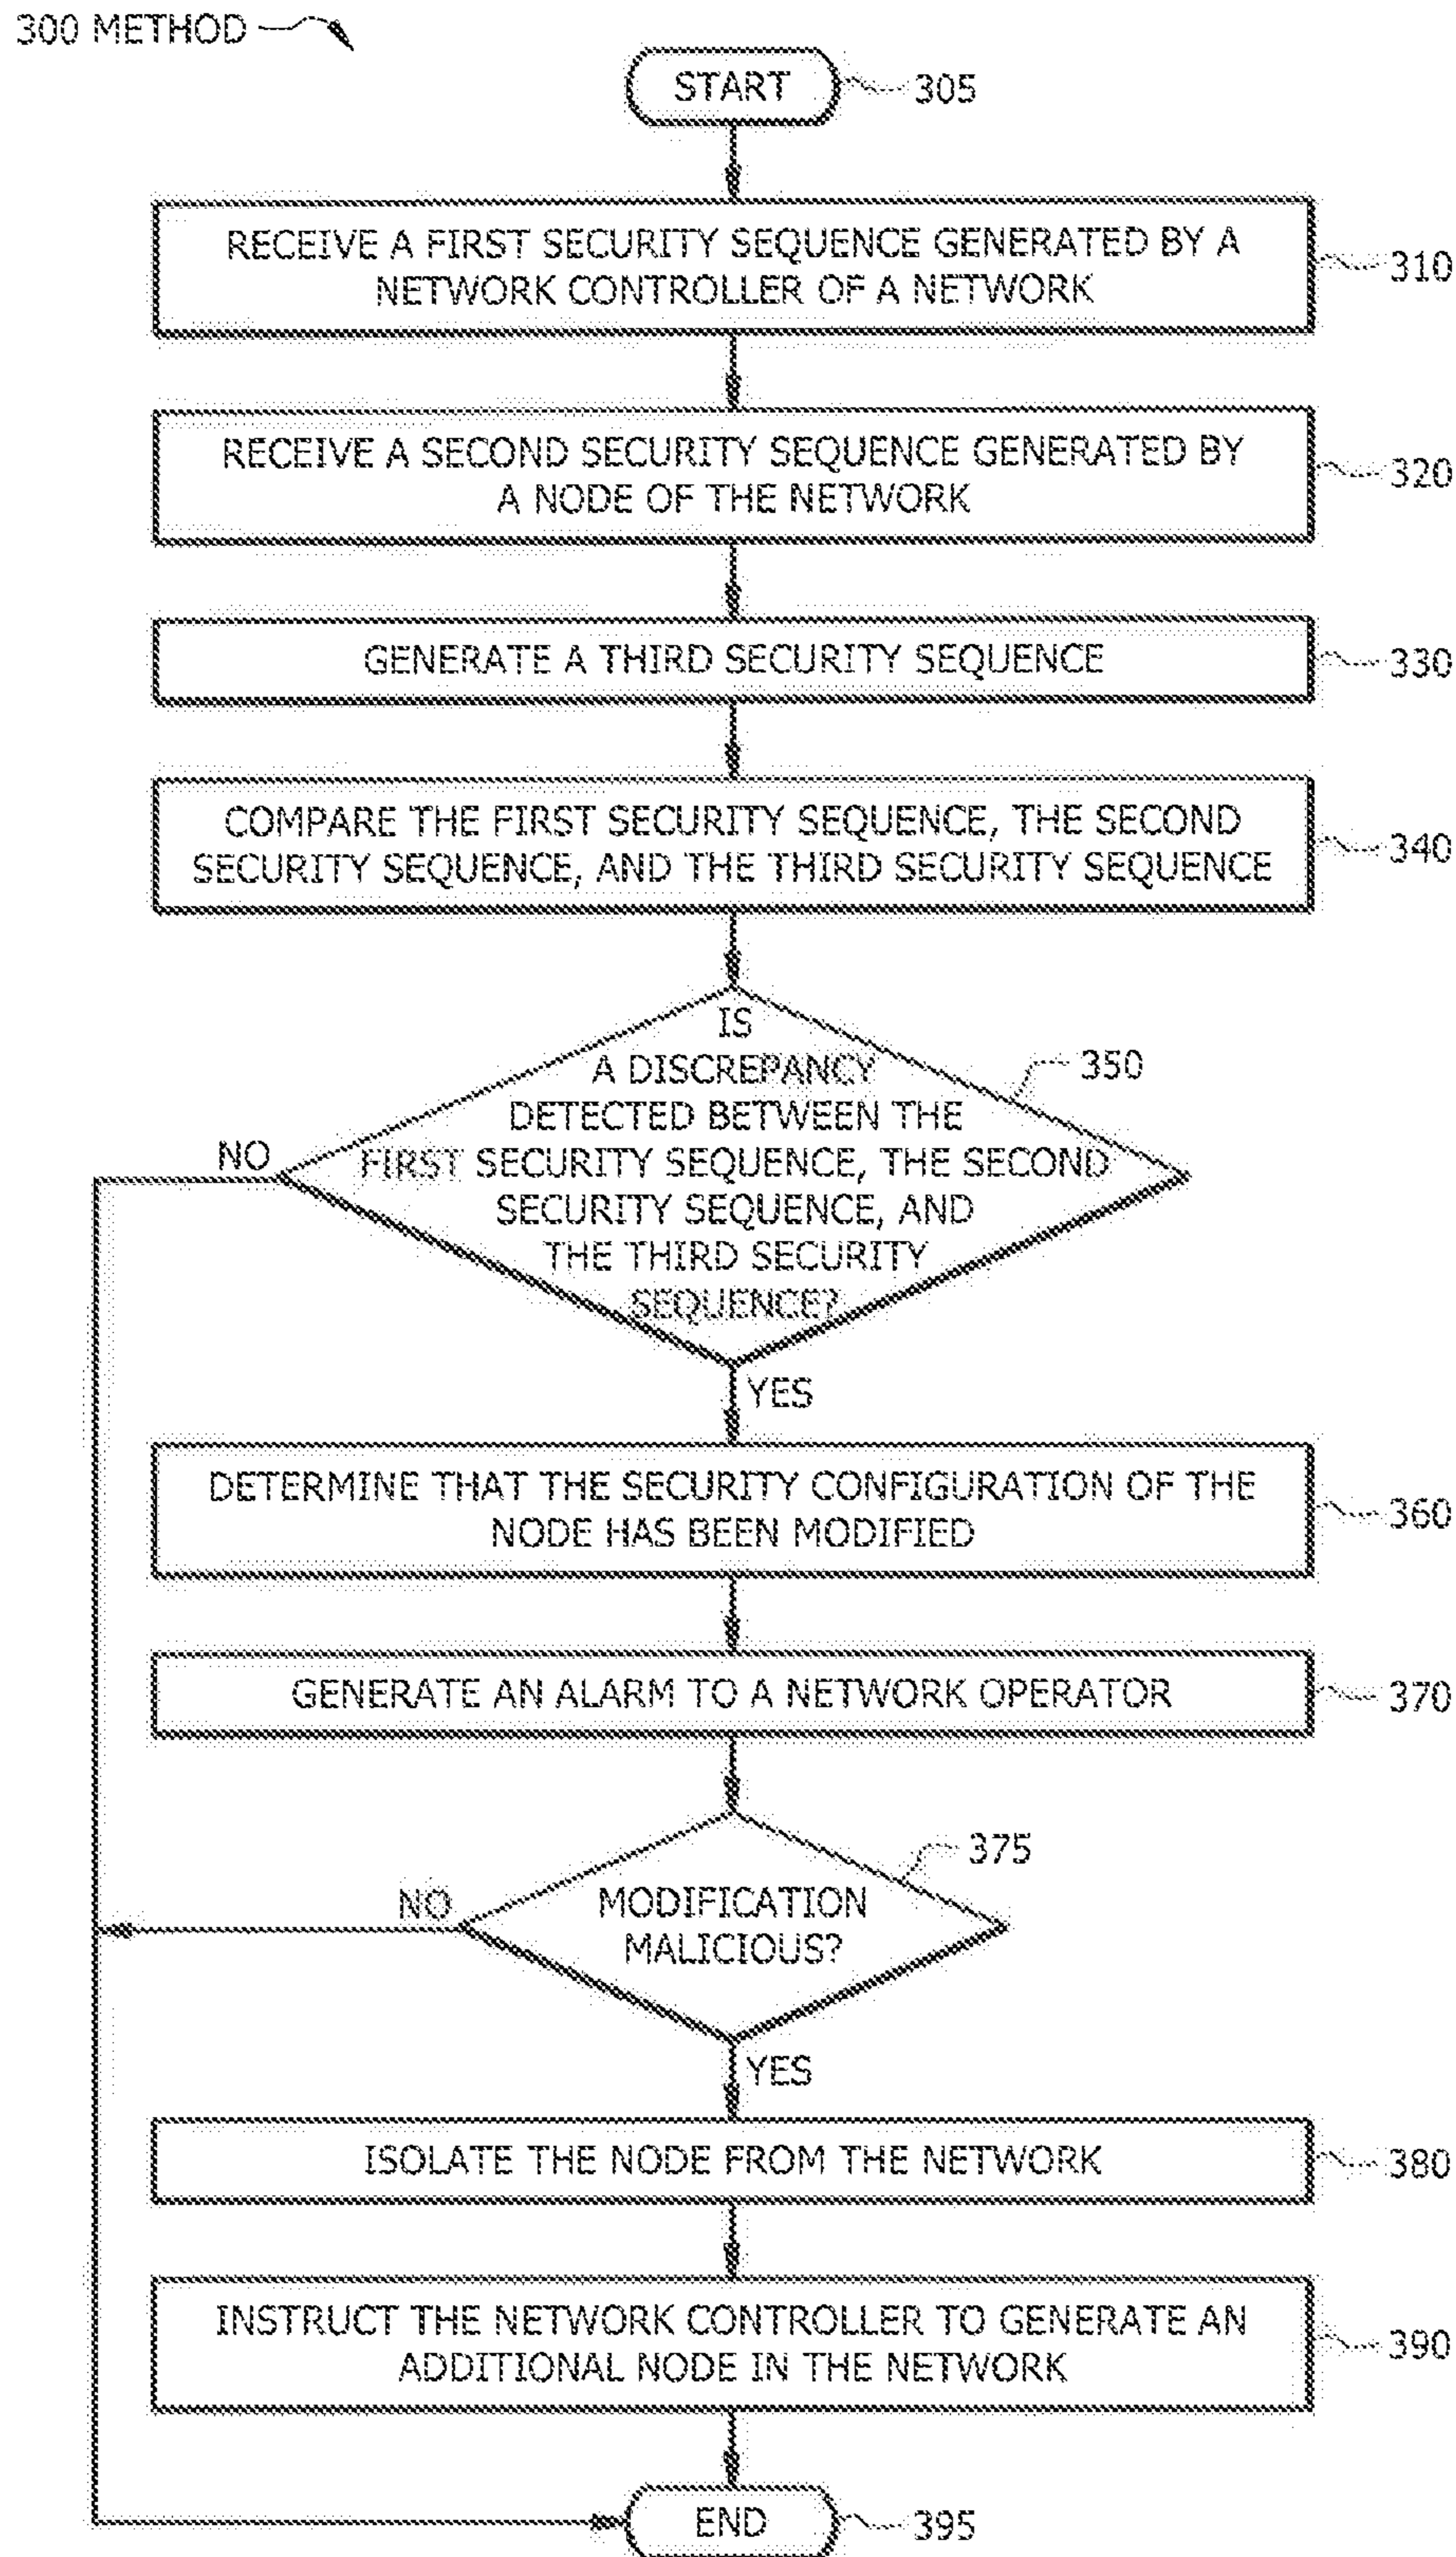 300 METHOD
START
305
RECEIVE A FIRST SECURITY SEQUENCE GENERATED BY A
NETWORK CONTROLLER OF A NETWORK
310
RECEIVE A SECOND SECURITY SEQUENCE GENERATED BY
A NODE OF THE NETWORK
320
GENERATE A THIRD SECURITY SEQUENCE
330
COMPARE THE FIRST SECURITY SEQUENCE, THE SECOND
SECURITY SEQUENCE, AND THE THIRD SECURITY SEQUENCE
340
IS
A DISCREPANCY
DETECTED BETWEEN THE
FIRST SECURITY SEQUENCE, THE SECOND
SECURITY SEQUENCE, AND
THE THIRD SECURITY
SEQUENCE?
350
NO
YES
DETERMINE THAT THE SECURITY CONFIGURATION OF THE
NODE HAS BEEN MODIFIED
360
GENERATE AN ALARM TO A NETWORK OPERATOR
370
MODIFICATION
MALICIOUS?
375
NO
YES
ISOLATE THE NODE FROM THE NETWORK
380
INSTRUCT THE NETWORK CONTROLLER TO GENERATE AN
ADDITIONAL NODE IN THE NETWORK
390
END
395